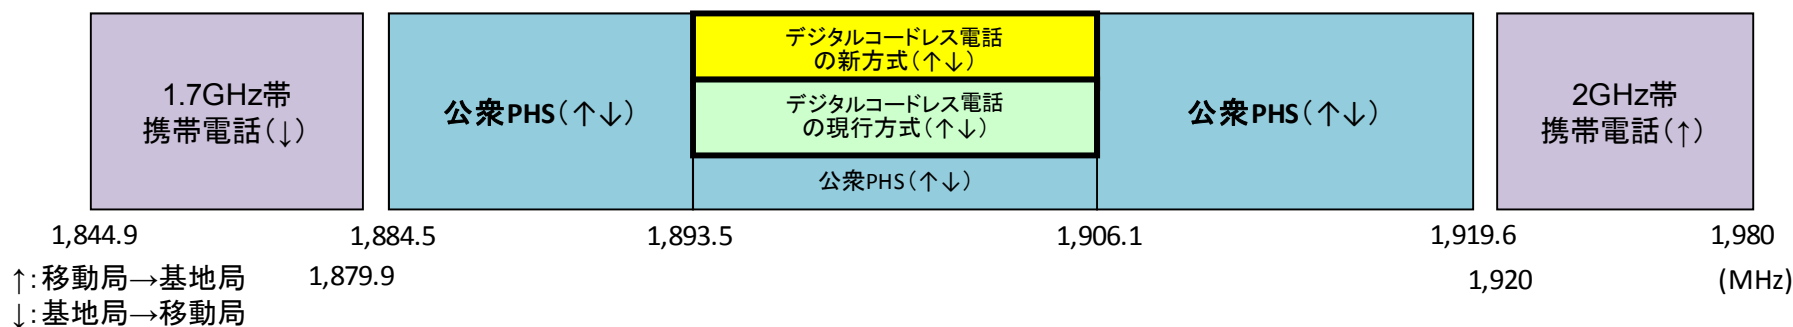 1.7GHz帯
携帯電話(↓)
公衆PHS(↑↓)
デジタルコードレス電話
の新方式(↑↓)
デジタルコードレス電話
の現行方式(↑↓)
公衆PHS(↑↓)
公衆PHS(↑↓)
2GHz帯
携帯電話(↑)
1,844.9
1,884.5
1,893.5
1,906.1
1,919.6
1,980
↑:移動局→基地局
1,879.9
1,920
(MHz)
↓:基地局→移動局